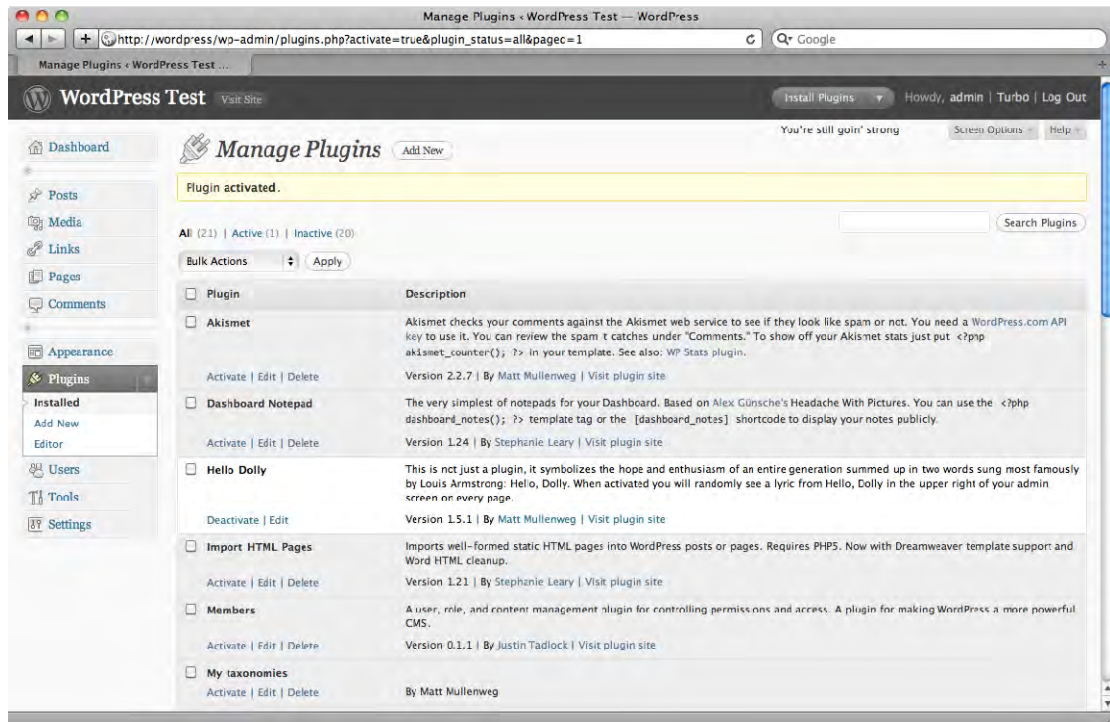 Manage Plugins ‹ WordPress Test — WordPress
http://wordpress/wp-admin/plugins.php?activate=true&plugin_status=all&paged=1
Google
Manage Plugins ‹ WordPress Test ...
WordPress Test Visit Site
Install Plugins
Howdy, admin | Turbo | Log Out
You're still goin' strong
Screen Options
Help
Dashboard
Posts
Media
Links
Pages
Comments
Appearance
Plugins
Installed
Add New
Editor
Users
Tools
Settings
Manage Plugins Add New
Plugin activated.
Search Plugins
All (21) | Active (1) | Inactive (20)
Bulk Actions Apply
Plugin Description
Akismet
Akismet checks your comments against the Akismet web service to see if they look like spam or not. You need a WordPress.com API
key to use it. You can review the spam it catches under "Comments." To show off your Akismet stats just put <?php
akismet_counter(); ?> in your template. See also: WP Stats plugin.
Activate | Edit | Delete Version 2.2.7 | By Matt Mullenweg | Visit plugin site
Dashboard Notepad
The very simplest of notepads for your Dashboard. Based on Alex Günsche's Headache With Pictures. You can use the <?php
dashboard_notes(); ?> template tag or the [dashboard_notes] shortcode to display your notes publicly.
Activate | Edit | Delete Version 1.24 | By Stephanie Leary | Visit plugin site
Hello Dolly
This is not just a plugin, it symbolizes the hope and enthusiasm of an entire generation summed up in two words sung most famously
by Louis Armstrong: Hello, Dolly. When activated you will randomly see a lyric from Hello, Dolly in the upper right of your admin
screen on every page.
Deactivate | Edit Version 1.5.1 | By Matt Mullenweg | Visit plugin site
Import HTML Pages
Imports well-formed static HTML pages into WordPress posts or pages. Requires PHP5. Now with Dreamweaver template support and
Word HTML cleanup.
Activate | Edit | Delete Version 1.21 | By Stephanie Leary | Visit plugin site
Members
A user, role, and content management plugin for controlling permissions and access. A plugin for making WordPress a more powerful
CMS.
Activate | Edit | Delete Version 0.1.1 | By Justin Tadlock | Visit plugin site
My taxonomies
Activate | Edit | Delete By Matt Mullenweg